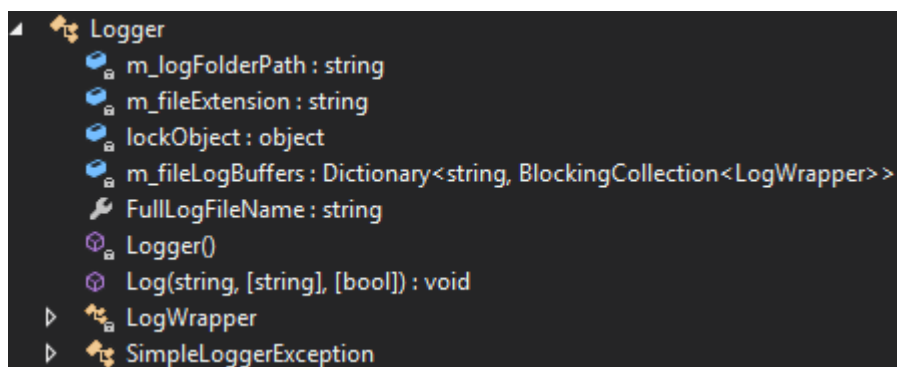 Logger
m_logFolderPath : string
m_fileExtension : string
lockObject : object
m_fileLogBuffers : Dictionary<string, BlockingCollection<LogWrapper>>
FullLogFileName : string
Logger()
Log(string, [string], [bool]) : void
LogWrapper
SimpleLoggerException